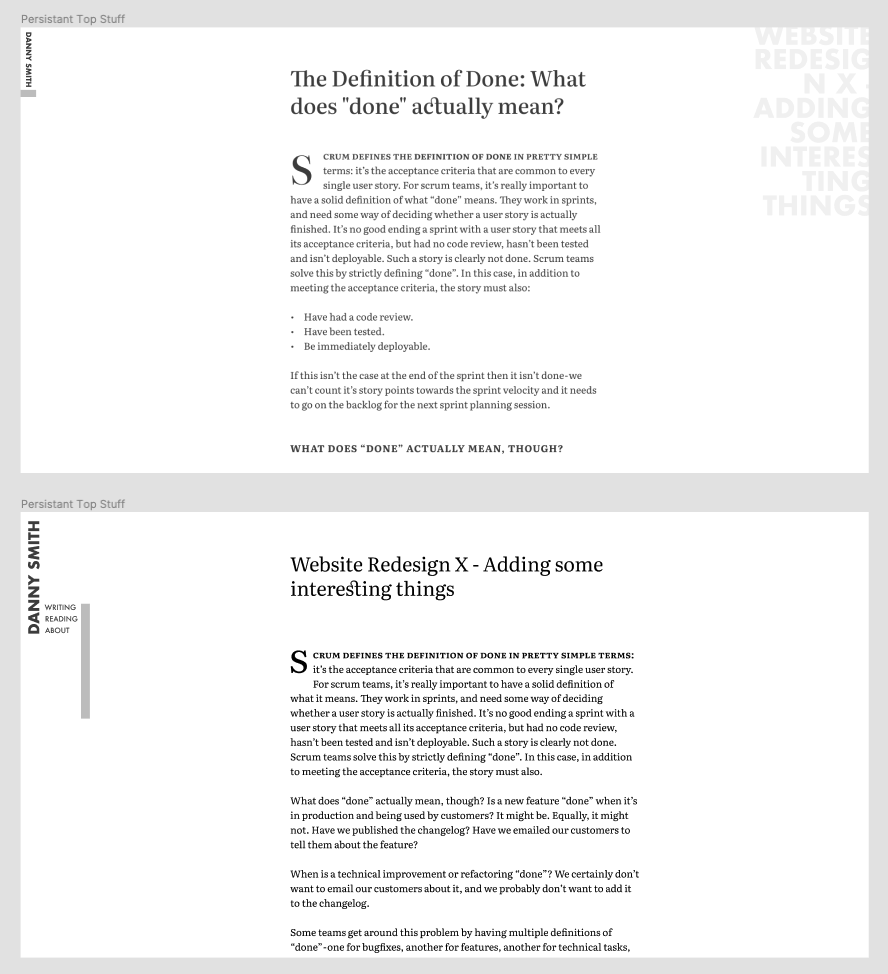 Persistant Top Stuff
DANNY SMITH
WEBSITE
REDESIG
N X -
ADDING
SOME
INTERES
TING
THINGS
The Definition of Done: What
does "done" actually mean?
SCRUM DEFINES THE DEFINITION OF DONE IN PRETTY SIMPLE
terms: it’s the acceptance criteria that are common to every
single user story. For scrum teams, it’s really important to
have a solid definition of what “done” means. They work in sprints,
and need some way of deciding whether a user story is actually
finished. It’s no good ending a sprint with a user story that meets all
its acceptance criteria, but had no code review, hasn’t been tested
and isn’t deployable. Such a story is clearly not done. Scrum teams
solve this by strictly defining “done”. In this case, in addition to
meeting the acceptance criteria, the story must also:
• Have had a code review.
• Have been tested.
• Be immediately deployable.
If this isn’t the case at the end of the sprint then it isn’t done-we
can’t count it’s story points towards the sprint velocity and it needs
to go on the backlog for the next sprint planning session.
WHAT DOES “DONE” ACTUALLY MEAN, THOUGH?
Persistant Top Stuff
DANNY SMITH
WRITING
READING
ABOUT
Website Redesign X - Adding some
interesting things
SCRUM DEFINES THE DEFINITION OF DONE IN PRETTY SIMPLE TERMS:
it’s the acceptance criteria that are common to every single user story.
For scrum teams, it’s really important to have a solid definition of
what it means. They work in sprints, and need some way of deciding
whether a user story is actually finished. It’s no good ending a sprint with a
user story that meets all its acceptance criteria, but had no code review,
hasn’t been tested and isn’t deployable. Such a story is clearly not done.
Scrum teams solve this by strictly defining “done”. In this case, in addition
to meeting the acceptance criteria, the story must also.
What does “done” actually mean, though? Is a new feature “done” when it’s
in production and being used by customers? It might be. Equally, it might
not. Have we published the changelog? Have we emailed our customers to
tell them about the feature?
When is a technical improvement or refactoring “done”? We certainly don’t
want to email our customers about it, and we probably don’t want to add it
to the changelog.
Some teams get around this problem by having multiple definitions of
“done”-one for bugfixes, another for features, another for technical tasks,